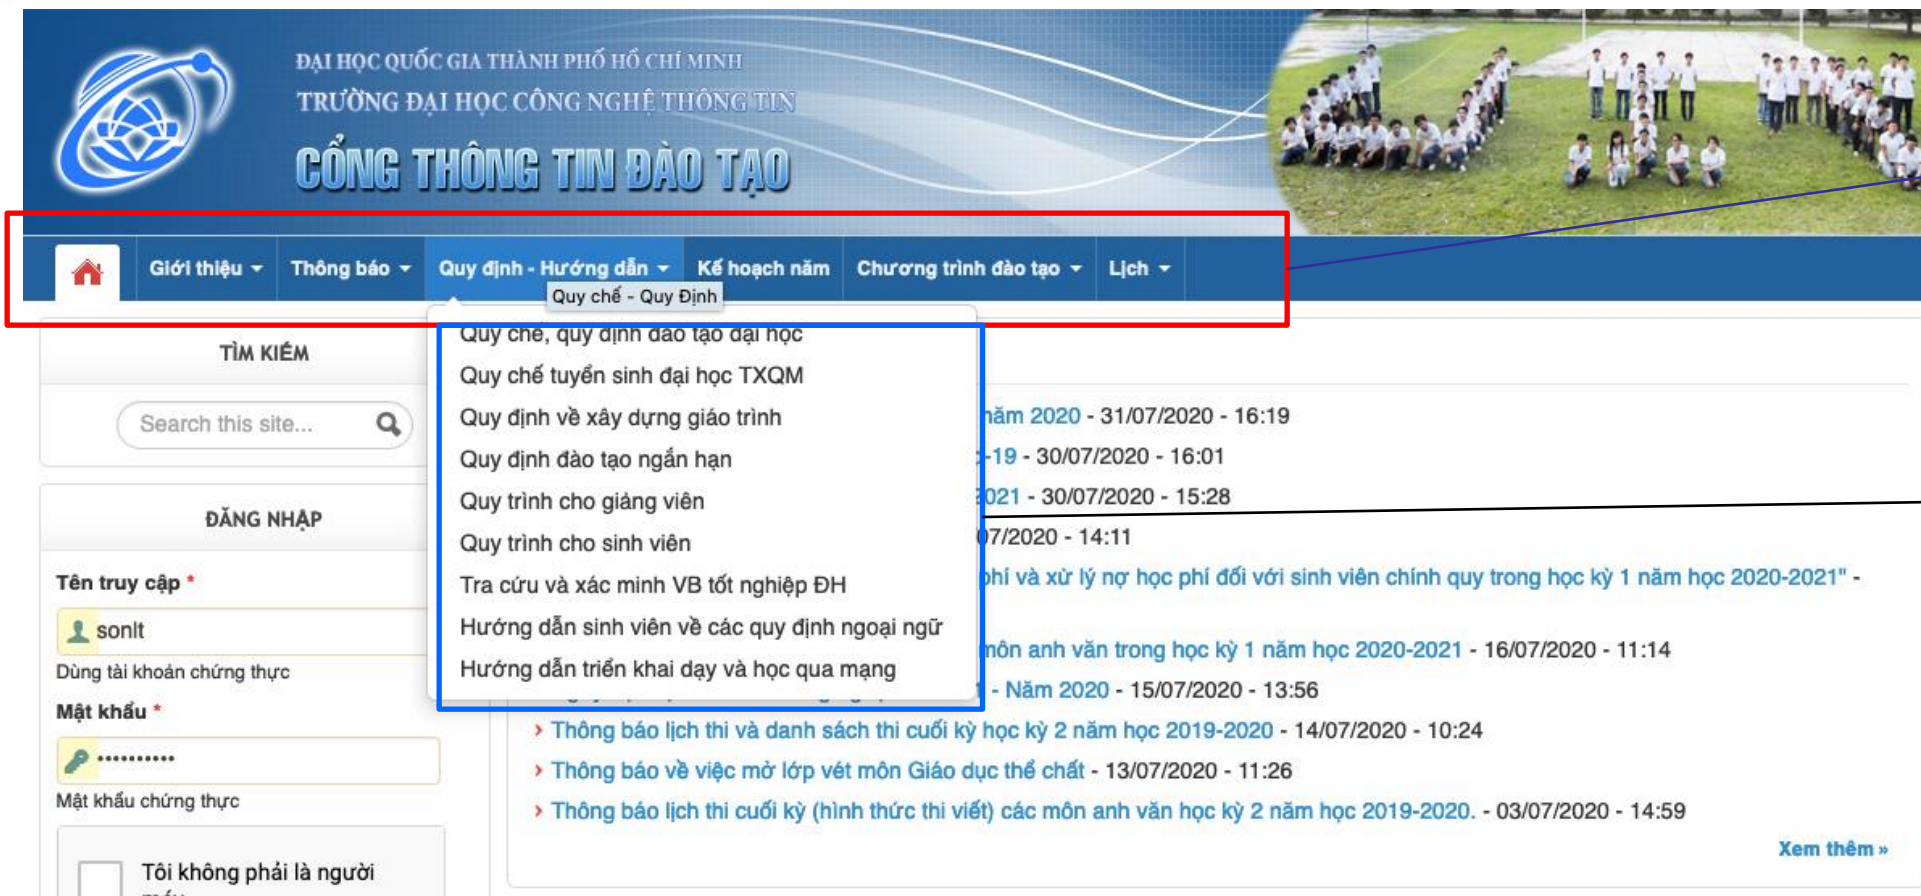 ĐẠI HỌC QUỐC GIA THÀNH PHỐ HỒ CHÍ MINH
TRƯỜNG ĐẠI HỌC CÔNG NGHỆ THÔNG TIN
CỔNG THÔNG TIN ĐÀO TẠO
Giới thiệu Thông báo Quy định - Hướng dẫn Kế hoạch năm Chương trình đào tạo Lịch
Quy chế - Quy Định
Quy chế, quy định đào tạo đại học
Quy chế tuyển sinh đại học TXQM
Quy định về xây dựng giáo trình
Quy định đào tạo ngắn hạn
Quy trình cho giảng viên
Quy trình cho sinh viên
Tra cứu và xác minh VB tốt nghiệp ĐH
Hướng dẫn sinh viên về các quy định ngoại ngữ
Hướng dẫn triển khai dạy và học qua mạng
TÌM KIẾM
Search this site...
ĐĂNG NHẬP
Tên truy cập *
sonlt
Dùng tài khoản chứng thực
Mật khẩu *
••••••••••
Mật khẩu chứng thực
Tôi không phải là người
năm 2020 - 31/07/2020 - 16:19
-19 - 30/07/2020 - 16:01
2021 - 30/07/2020 - 15:28
07/2020 - 14:11
phí và xử lý nợ học phí đối với sinh viên chính quy trong học kỳ 1 năm học 2020-2021" -
môn anh văn trong học kỳ 1 năm học 2020-2021 - 16/07/2020 - 11:14
- Năm 2020 - 15/07/2020 - 13:56
› Thông báo lịch thi và danh sách thi cuối kỳ học kỳ 2 năm học 2019-2020 - 14/07/2020 - 10:24
› Thông báo về việc mở lớp vét môn Giáo dục thể chất - 13/07/2020 - 11:26
› Thông báo lịch thi cuối kỳ (hình thức thi viết) các môn anh văn học kỳ 2 năm học 2019-2020. - 03/07/2020 - 14:59
Xem thêm »